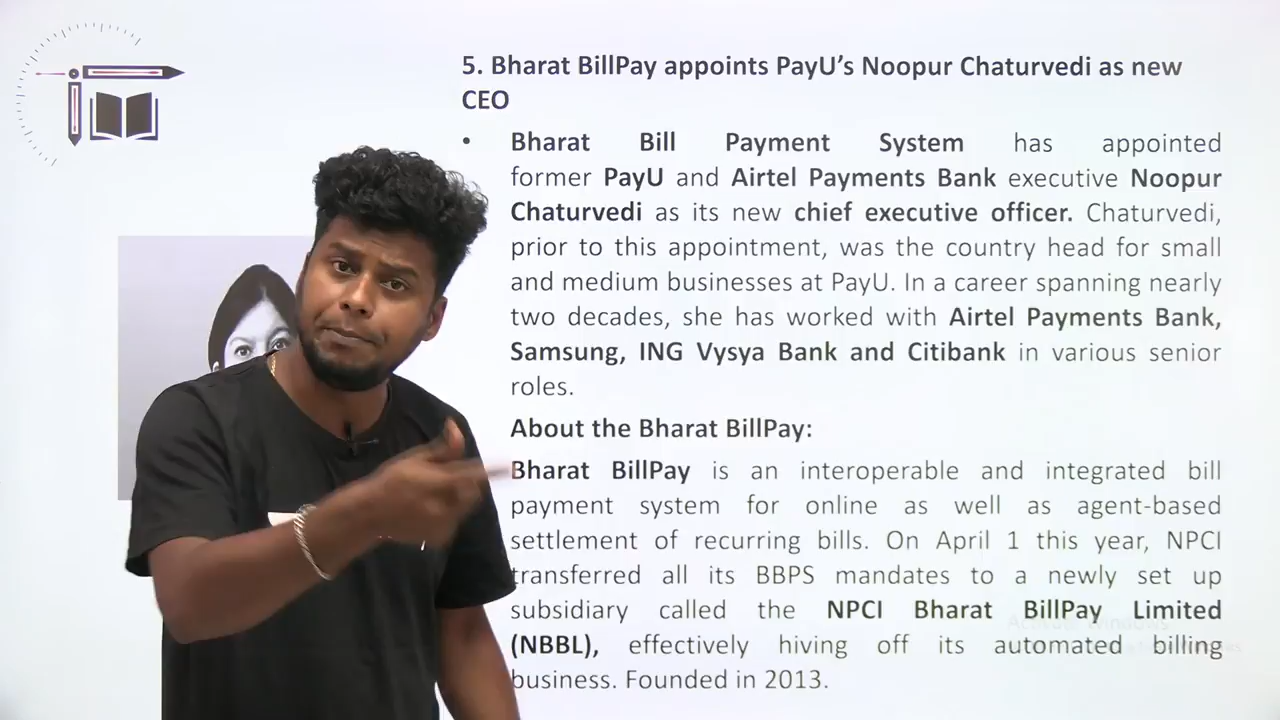 5. Bharat BillPay appoints PayU’s Noopur Chaturvedi as new
CEO
• Bharat Bill Payment System has appointed
former PayU and Airtel Payments Bank executive Noopur
Chaturvedi as its new chief executive officer. Chaturvedi,
prior to this appointment, was the country head for small
and medium businesses at PayU. In a career spanning nearly
two decades, she has worked with Airtel Payments Bank,
Samsung, ING Vysya Bank and Citibank in various senior
roles.
About the Bharat BillPay:
Bharat BillPay is an interoperable and integrated bill
payment system for online as well as agent-based
settlement of recurring bills. On April 1 this year, NPCI
transferred all its BBPS mandates to a newly set up
subsidiary called the NPCI Bharat BillPay Limited
(NBBL), effectively hiving off its automated billing
business. Founded in 2013.
Activate Windows